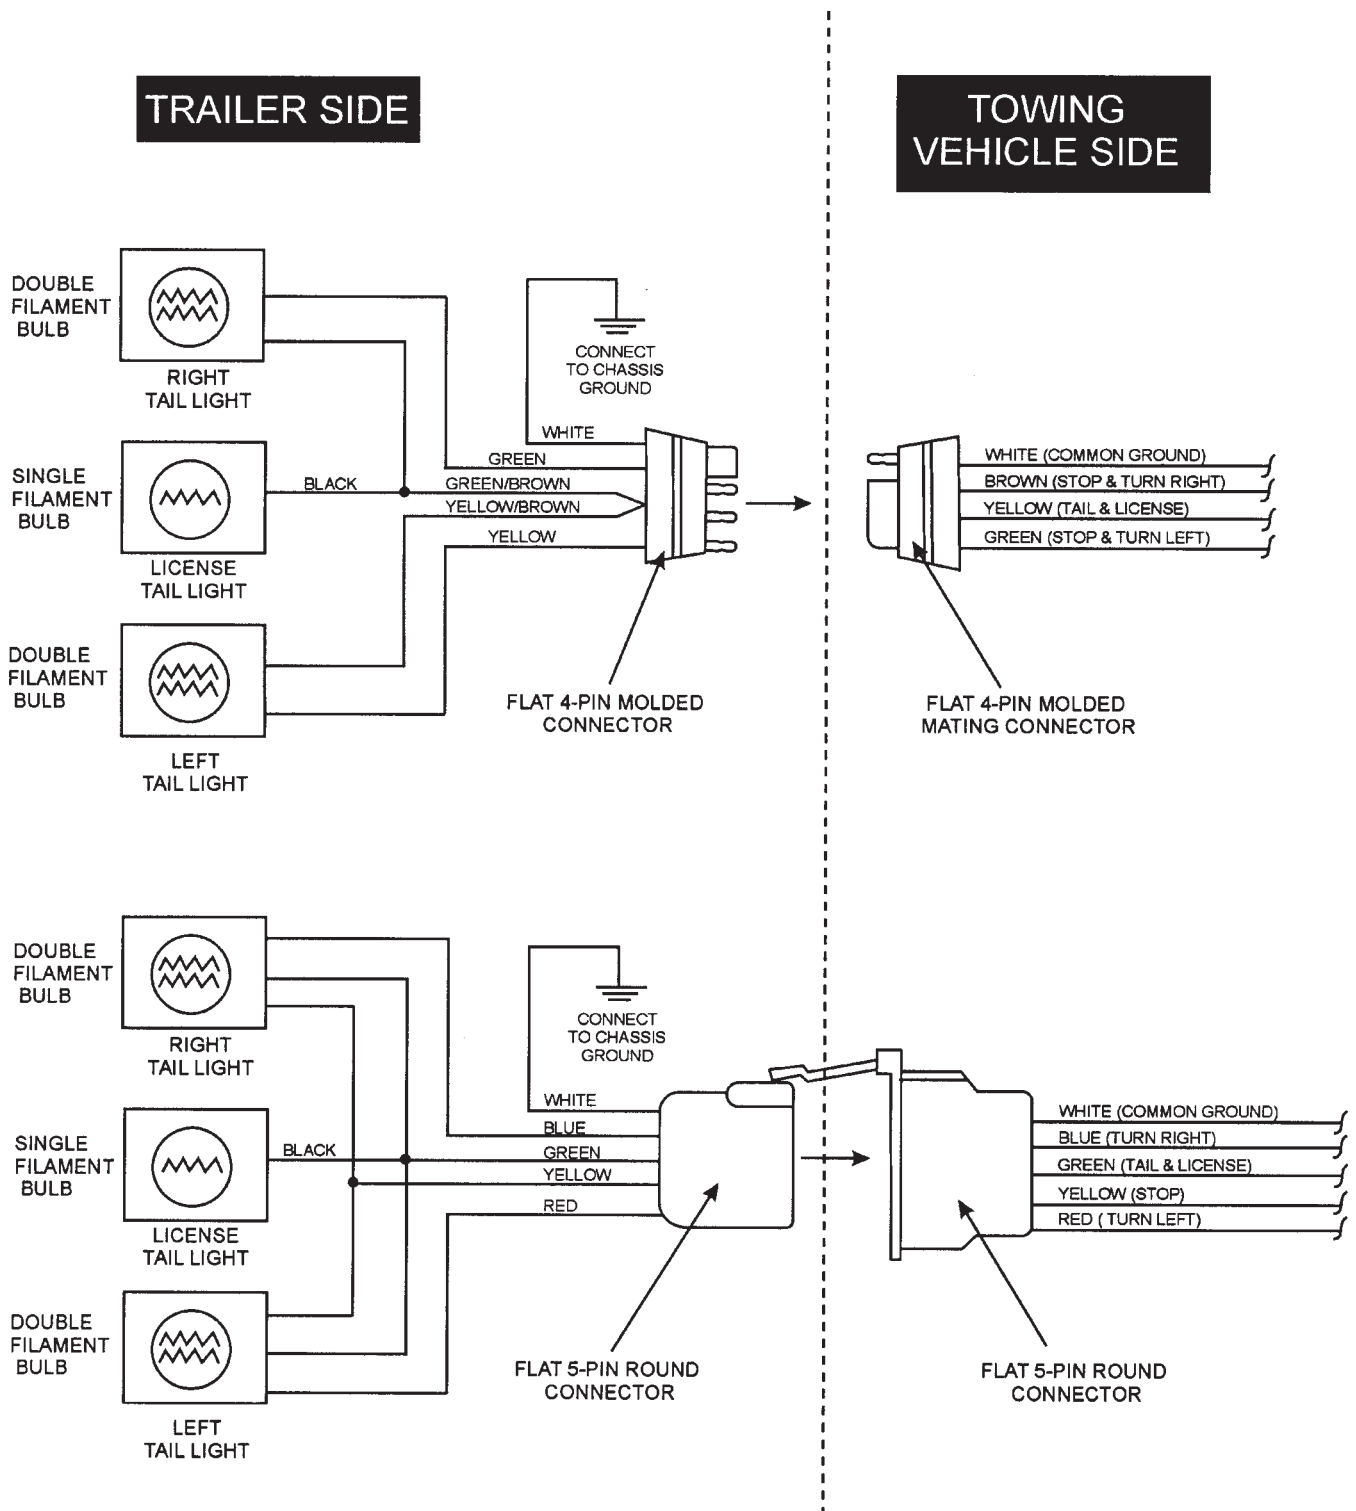 TRAILER SIDE
TOWING
VEHICLE SIDE
DOUBLE
FILAMENT
BULB
RIGHT
TAIL LIGHT
CONNECT
TO CHASSIS
GROUND
WHITE
GREEN
SINGLE
FILAMENT
BULB
BLACK
GREEN/BROWN
YELLOW/BROWN
YELLOW
LICENSE
TAIL LIGHT
WHITE (COMMON GROUND)
BROWN (STOP & TURN RIGHT)
YELLOW (TAIL & LICENSE)
GREEN (STOP & TURN LEFT)
DOUBLE
FILAMENT
BULB
LEFT
TAIL LIGHT
FLAT 4-PIN MOLDED
CONNECTOR
FLAT 4-PIN MOLDED
MATING CONNECTOR
DOUBLE
FILAMENT
BULB
RIGHT
TAIL LIGHT
CONNECT
TO CHASSIS
GROUND
WHITE
BLUE
SINGLE
FILAMENT
BULB
BLACK
GREEN
YELLOW
RED
LICENSE
TAIL LIGHT
WHITE (COMMON GROUND)
BLUE (TURN RIGHT)
GREEN (TAIL & LICENSE)
YELLOW (STOP)
RED ( TURN LEFT)
DOUBLE
FILAMENT
BULB
LEFT
TAIL LIGHT
FLAT 5-PIN ROUND
CONNECTOR
FLAT 5-PIN ROUND
CONNECTOR